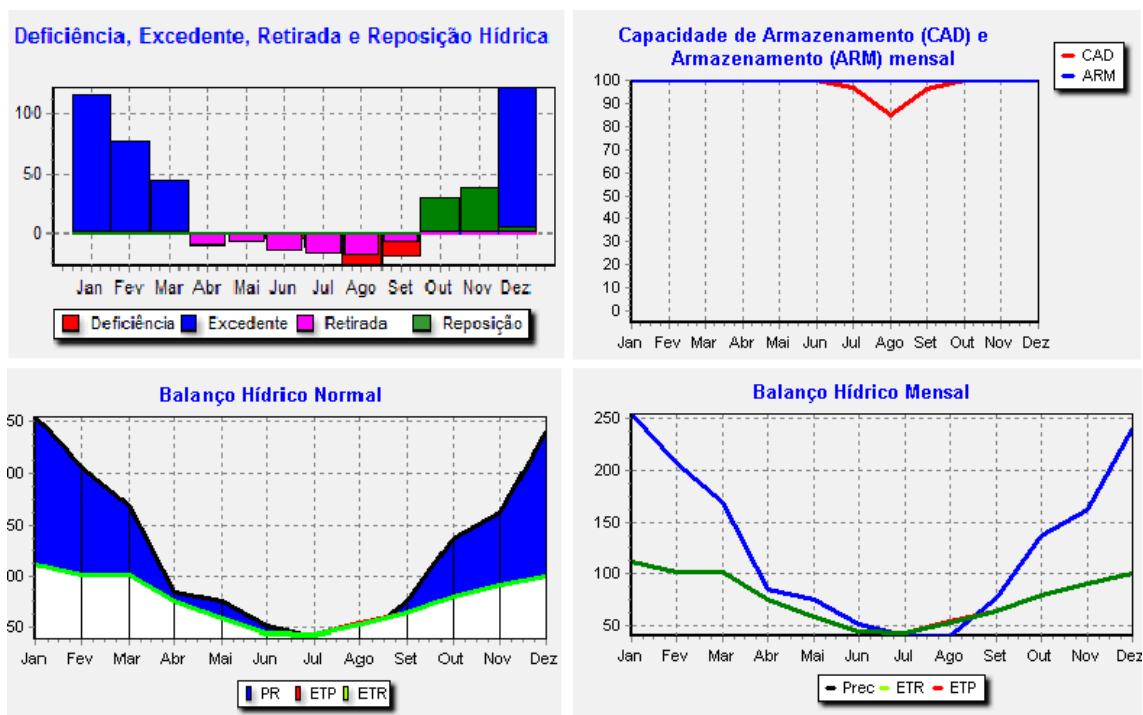 Deficiência, Excedente, Retirada e Reposição Hídrica
100
50
0
Jan Fev Mar Abr Mai Jun Jul Ago Set Out Nov Dez
Deficiência Excedente Retirada Reposição
Capacidade de Armazenamento (CAD) e
Armazenamento (ARM) mensal
CAD
ARM
100
90
80
70
60
50
40
30
20
10
0
Jan Fev Mar Abr Mai Jun Jul Ago Set Out Nov Dez
Balanço Hídrico Normal
50
00
50
00
50
Jan Fev Mar Abr Mai Jun Jul Ago Set Out Nov Dez
PR ETP ETR
Balanço Hídrico Mensal
250
200
150
100
50
Jan Fev Mar Abr Mai Jun Jul Ago Set Out Nov Dez
Prec ETR ETP